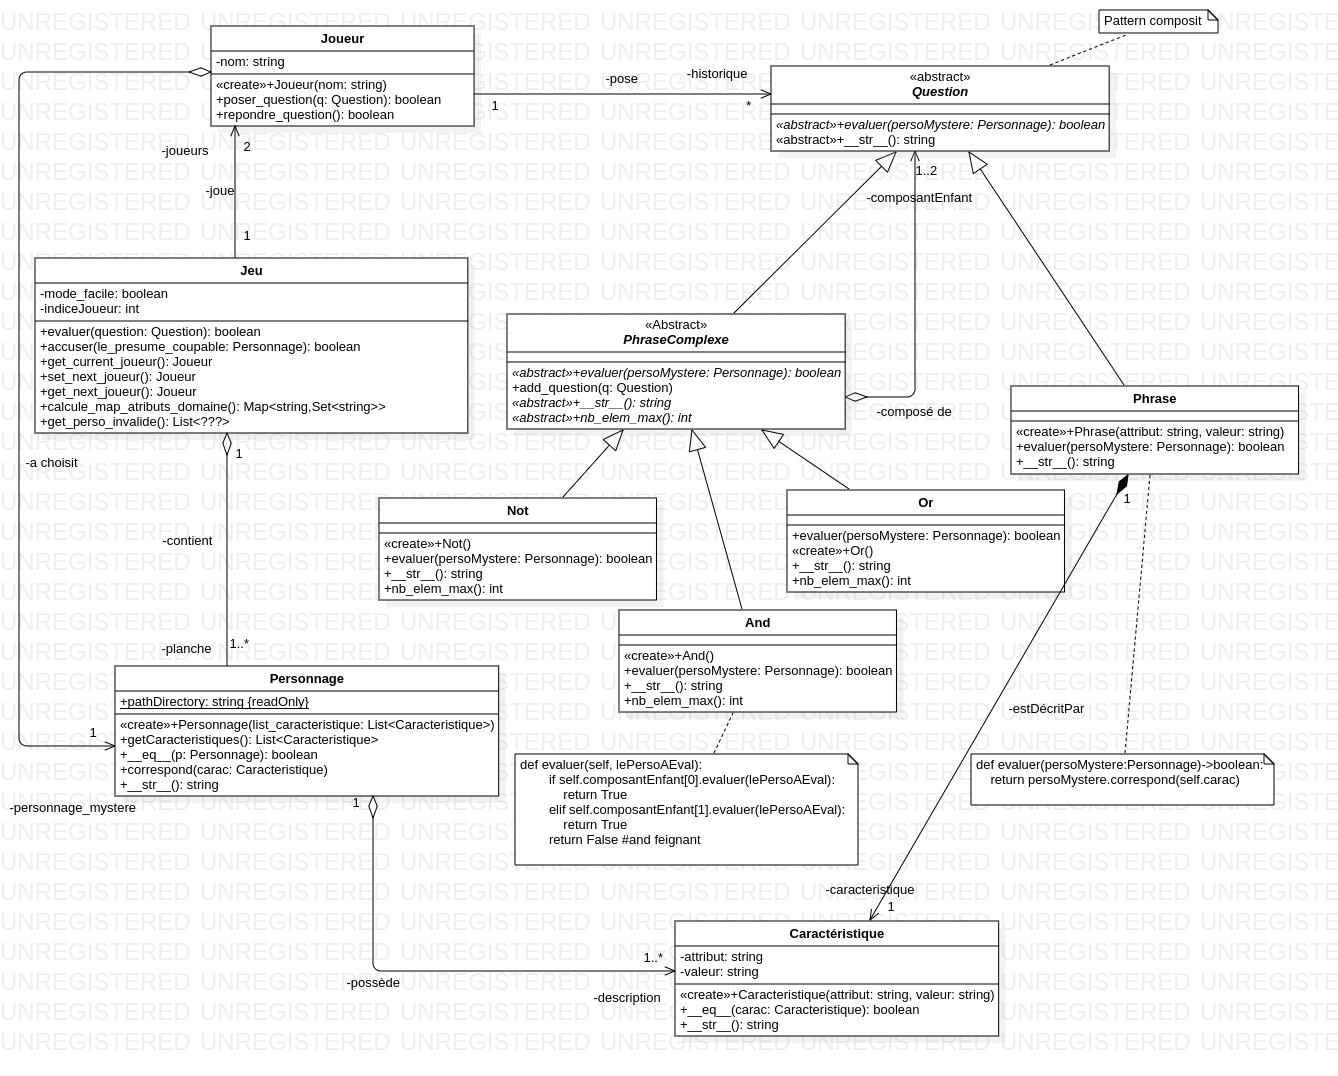 Pattern composit
Joueur
-nom: string
«create»+Joueur(nom: string)
+poser_question(q: Question): boolean
+repondre_question(): boolean
-pose
-historique
1
*
«abstract»
Question
«abstract»+evaluer(persoMystere: Personnage): boolean
«abstract»+__str__(): string
-joueurs
2
-joue
1
1..2
-composantEnfant
Jeu
-mode_facile: boolean
-indiceJoueur: int
+evaluer(question: Question): boolean
+accuser(le_presume_coupable: Personnage): boolean
+get_current_joueur(): Joueur
+set_next_joueur(): Joueur
+get_next_joueur(): Joueur
+calcule_map_atributs_domaine(): Map<string,Set<string>>
+get_perso_invalide(): List<???>
«Abstract»
PhraseComplexe
«abstract»+evaluer(persoMystere: Personnage): boolean
+add_question(q: Question)
«abstract»+__str__(): string
«abstract»+nb_elem_max(): int
-composé de
Phrase
«create»+Phrase(attribut: string, valeur: string)
+evaluer(persoMystere: Personnage): boolean
+__str__(): string
1
-a choisit
1
-contient
Not
«create»+Not()
+evaluer(persoMystere: Personnage): boolean
+__str__(): string
+nb_elem_max(): int
Or
+evaluer(persoMystere: Personnage): boolean
«create»+Or()
+__str__(): string
+nb_elem_max(): int
And
«create»+And()
+evaluer(persoMystere: Personnage): boolean
+__str__(): string
+nb_elem_max(): int
-planche
1..*
Personnage
+pathDirectory: string {readOnly}
«create»+Personnage(list_caracteristique: List<Caracteristique>)
+getCaracteristiques(): List<Caracteristique>
+__eq__(p: Personnage): boolean
+correspond(carac: Caracteristique)
+__str__(): string
1
-personnage_mystere
1
-estDécritPar
def evaluer(self, lePersoAEval):
if self.composantEnfant[0].evaluer(lePersoAEval):
return True
elif self.composantEnfant[1].evaluer(lePersoAEval):
return True
return False #and feignant
def evaluer(persoMystere:Personnage)->boolean:
return persoMystere.correspond(self.carac)
-caracteristique
1
Caractéristique
-attribut: string
-valeur: string
«create»+Caracteristique(attribut: string, valeur: string)
+__eq__(carac: Caracteristique): boolean
+__str__(): string
1..*
-possède
-description